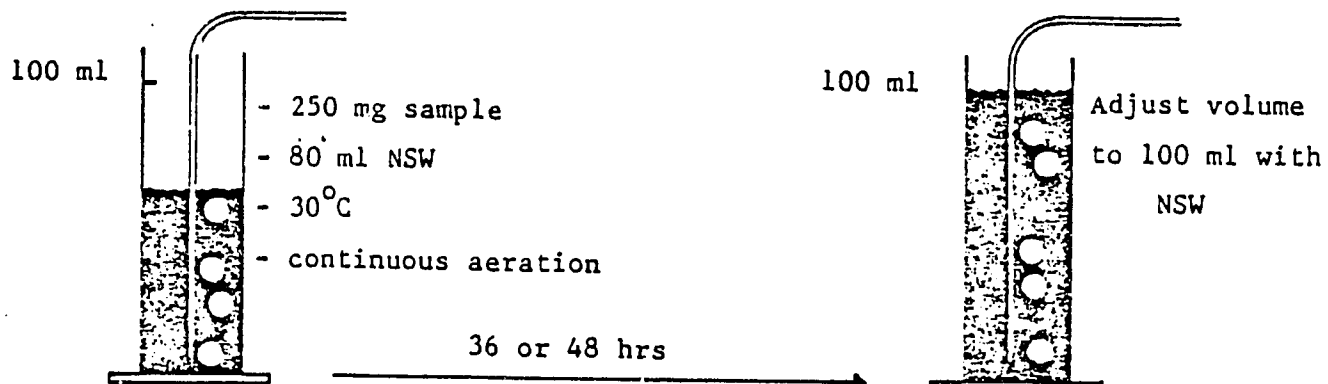 100 ml
- 250 mg sample
- 80 ml NSW
- 30°C
- continuous aeration
36 or 48 hrs
100 ml
Adjust volume
to 100 ml with
NSW